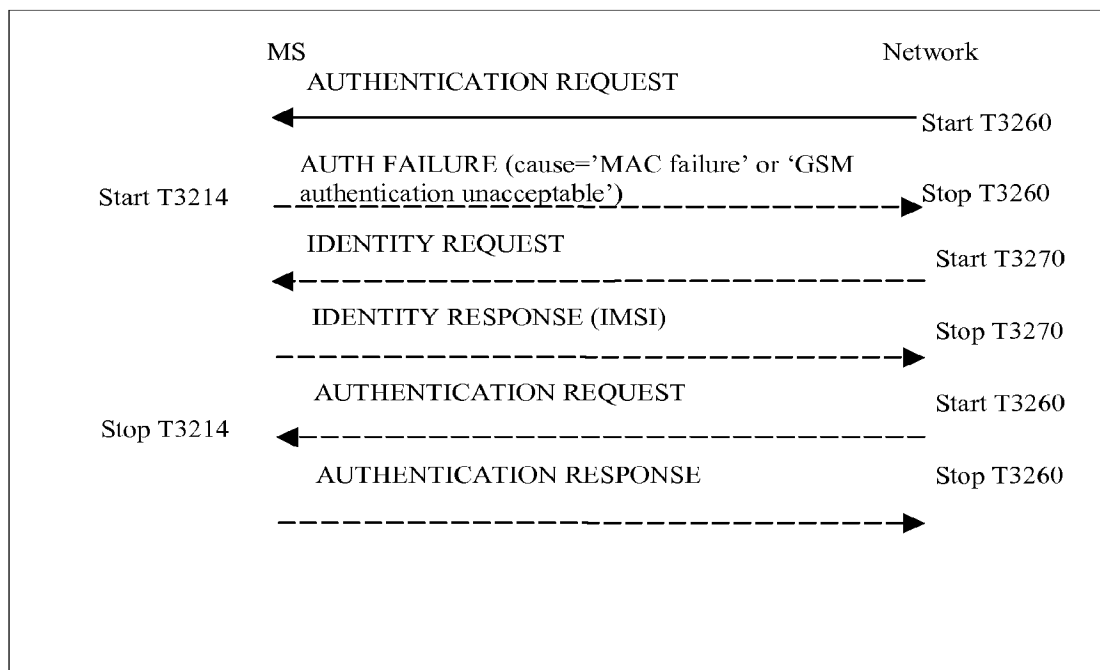 MS
Network
AUTHENTICATION REQUEST
Start T3260
AUTH FAILURE (cause='MAC failure' or ‘GSM
authentication unacceptable’)
Start T3214
Stop T3260
IDENTITY REQUEST
Start T3270
IDENTITY RESPONSE (IMSI)
Stop T3270
AUTHENTICATION REQUEST
Start T3260
Stop T3214
AUTHENTICATION RESPONSE
Stop T3260